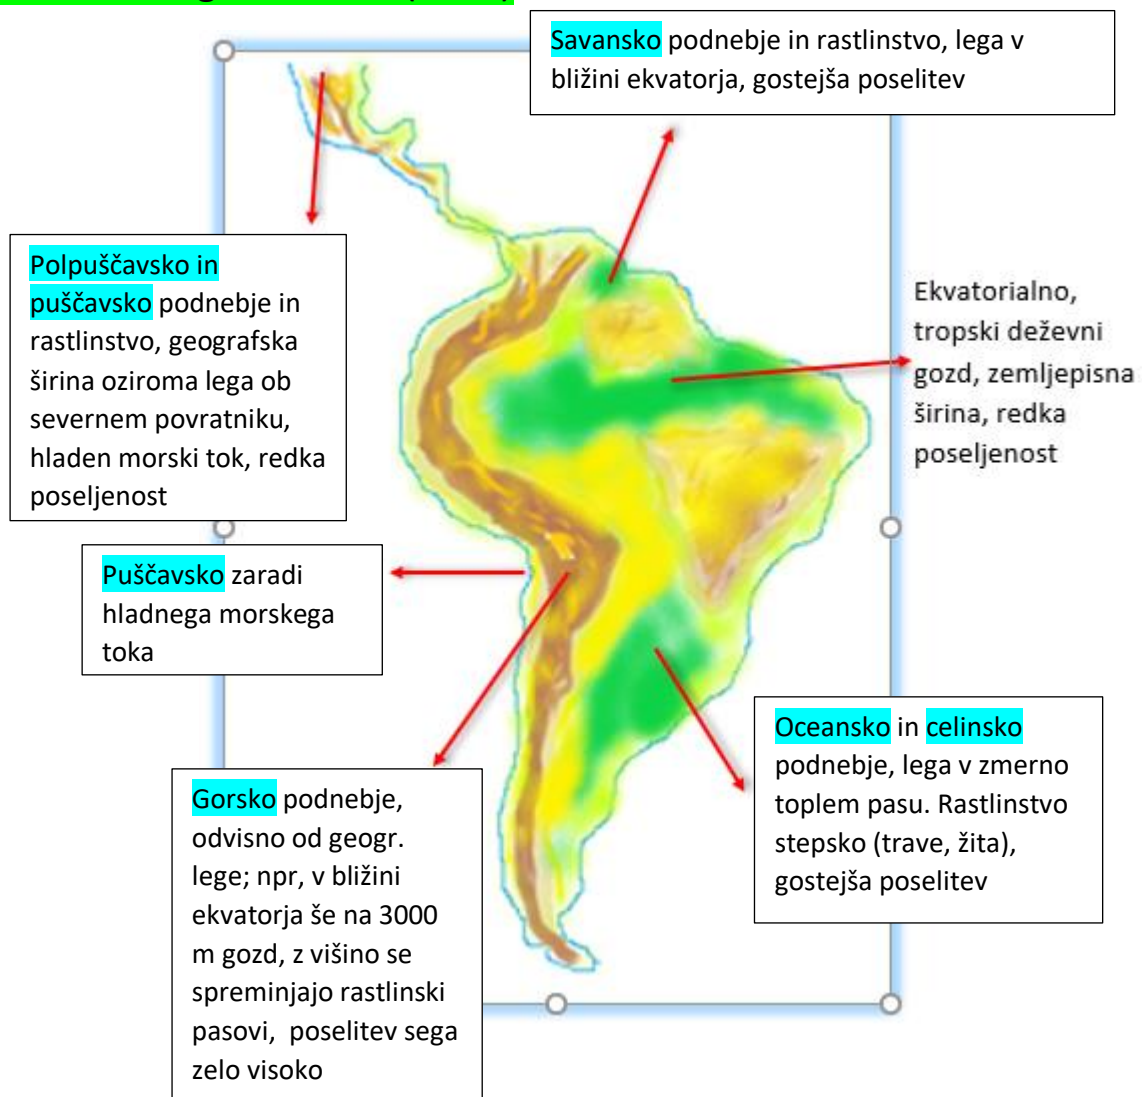 Savansko podnebje in rastlinstvo, lega v
bližini ekvatorja, gostejša poselitev
Polpuščavsko in
puščavsko podnebje in
rastlinstvo, geografska
širina oziroma lega ob
severnem povratniku,
hladen morski tok, redka
poseljenost
Ekvatorialno,
tropski deževni
gozd, zemljepisna
širina, redka
poseljenost
Puščavsko zaradi
hladnega morskega
toka
Oceansko in celinsko
podnebje, lega v zmerno
toplem pasu. Rastlinstvo
stepsko (trave, žita),
gostejša poselitev
Gorsko podnebje,
odvisno od geogr.
lege; npr, v bližini
ekvatorja še na 3000
m gozd, z višino se
spreminjajo rastlinski
pasovi, poselitev sega
zelo visoko